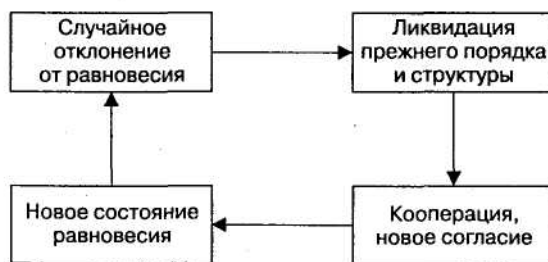 Случайное
отклонение
от равновесия
Ликвидация
прежнего порядка
и структуры
Новое состояние
равновесия
Кооперация,
новое согласие